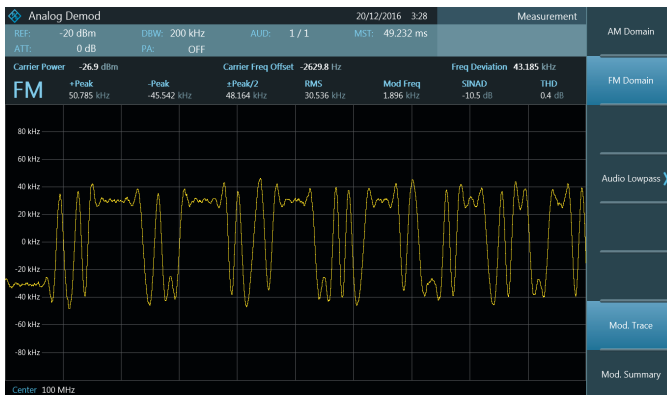 Analog Demod 20/12/2016 3:28 Measurement
REF: -20 dBm DBW: 200 kHz AUD: 1 / 1 MST: 49.232 ms
ATT: 0 dB PA: OFF
Carrier Power -26.9 dBm Carrier Freq Offset -2629.8 Hz Freq Deviation 43.185 kHz
FM
+Peak -Peak ±Peak/2 RMS Mod Freq SINAD THD
50.785 kHz -45.542 kHz 48.164 kHz 30.536 kHz 1.896 kHz -10.5 dB 0.4 dB
80 kHz
60 kHz
40 kHz
20 kHz
0 kHz
-20 kHz
-40 kHz
-60 kHz
-80 kHz
Center 100 MHz
AM Domain
FM Domain
Audio Lowpass
Mod. Trace
Mod. Summary